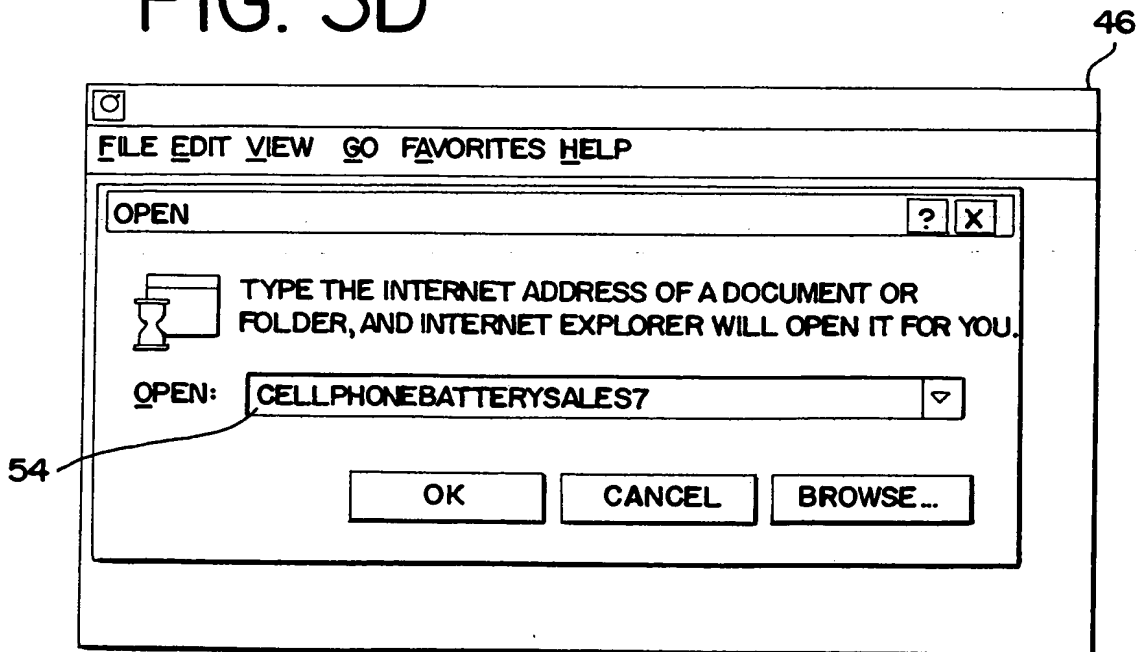 FIG. 5D
46
FILE EDIT VIEW GO FAVORITES HELP
OPEN ? X
TYPE THE INTERNET ADDRESS OF A DOCUMENT OR
FOLDER, AND INTERNET EXPLORER WILL OPEN IT FOR YOU.
OPEN: CELLPHONEBATTERYSALES7
54
OK CANCEL BROWSE...